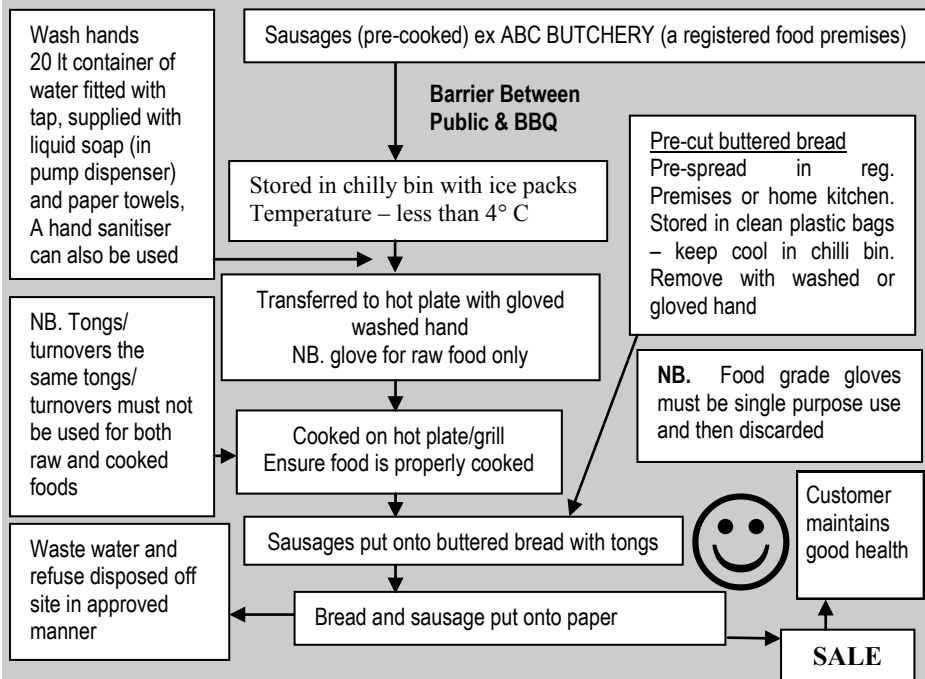 Wash hands
20 lt container of
water fitted with
tap, supplied with
liquid soap (in
pump dispenser)
and paper towels,
A hand sanitiser
can also be used
Sausages (pre-cooked) ex ABC BUTCHERY (a registered food premises)
Barrier Between
Public & BBQ
Stored in chilly bin with ice packs
Temperature – less than 4° C
Pre-cut buttered bread
Pre-spread in reg.
Premises or home kitchen.
Stored in clean plastic bags
– keep cool in chilli bin.
Remove with washed or
gloved hand
Transferred to hot plate with gloved
washed hand
NB. glove for raw food only
NB. Tongs/
turnovers the
same tongs/
turnovers must not
be used for both
raw and cooked
foods
NB. Food grade gloves
must be single purpose use
and then discarded
Cooked on hot plate/grill
Ensure food is properly cooked
Sausages put onto buttered bread with tongs
Customer
maintains
good health
Waste water and
refuse disposed off
site in approved
manner
Bread and sausage put onto paper
SALE